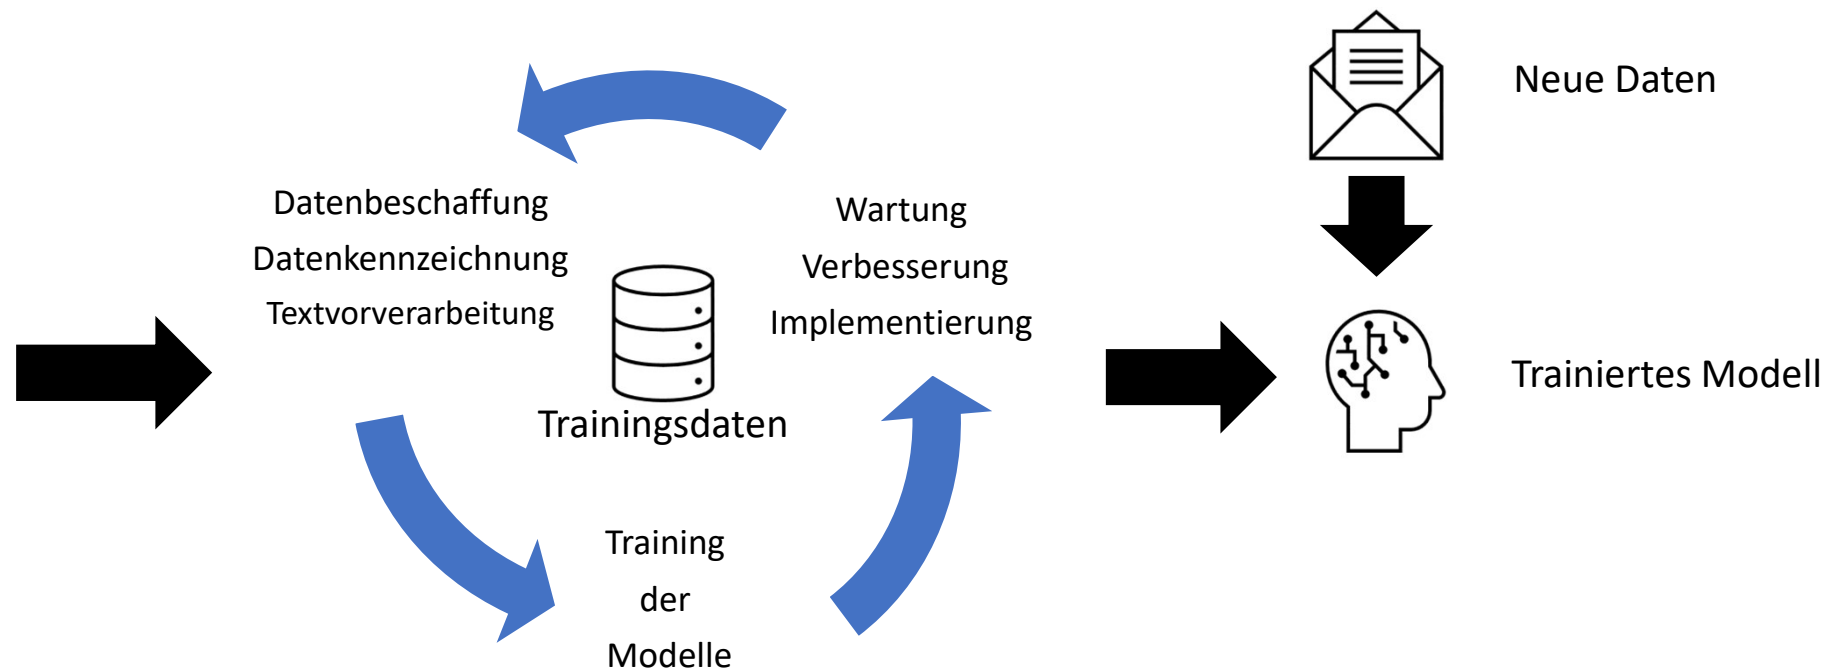 Datenbeschaffung
Datenkennzeichnung
Textvorverarbeitung
Trainingsdaten
Training
der
Modelle
Wartung
Verbesserung
Implementierung
Neue Daten
Trainiertes Modell